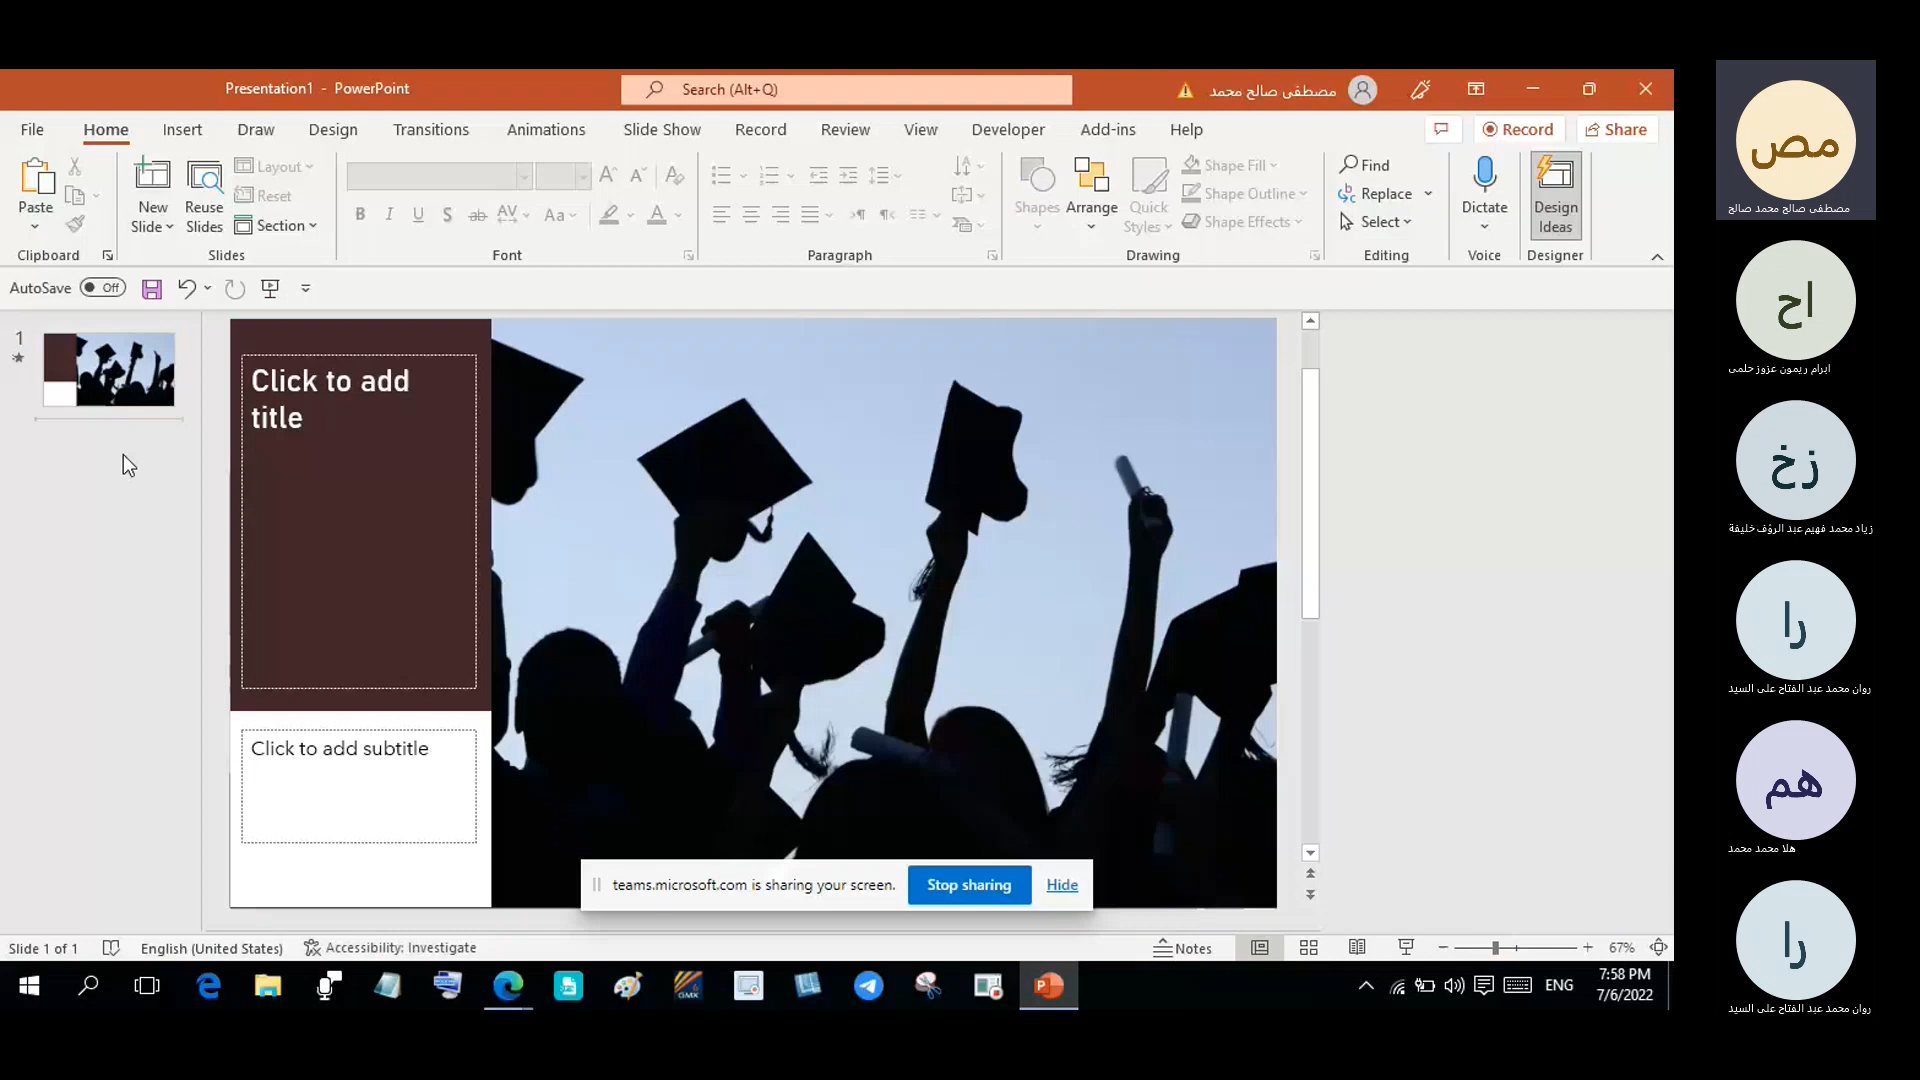 Presentation1 - PowerPoint
Search (Alt+Q)
مصطفى صالح محمد
File Home Insert Draw Design Transitions Animations Slide Show Record Review View Developer Add-ins Help
Record
Share
Paste
New Slide
Reuse Slides
Layout
Reset
Section
B I U S ab AV Aa A
Shapes
Arrange
Quick Styles
Shape Fill
Shape Outline
Shape Effects
Find
Replace
Select
Dictate
Design Ideas
Clipboard Slides Font Paragraph Drawing Editing Voice Designer
AutoSave Off
1
Click to add
title
Click to add subtitle
teams.microsoft.com is sharing your screen.
Stop sharing
Hide
Slide 1 of 1
English (United States)
Accessibility: Investigate
Notes
67%
GMX
ENG
7:58 PM
7/6/2022
مص
مصطفى صالح محمد صالح
اح
ابرام ريمون عزوز حلمى
زخ
زياد محمد فهيم عبد الرؤف خليفة
را
روان محمد عبد الفتاح على السيد
هم
هلا محمد محمد
را
روان محمد عبد الفتاح على السيد